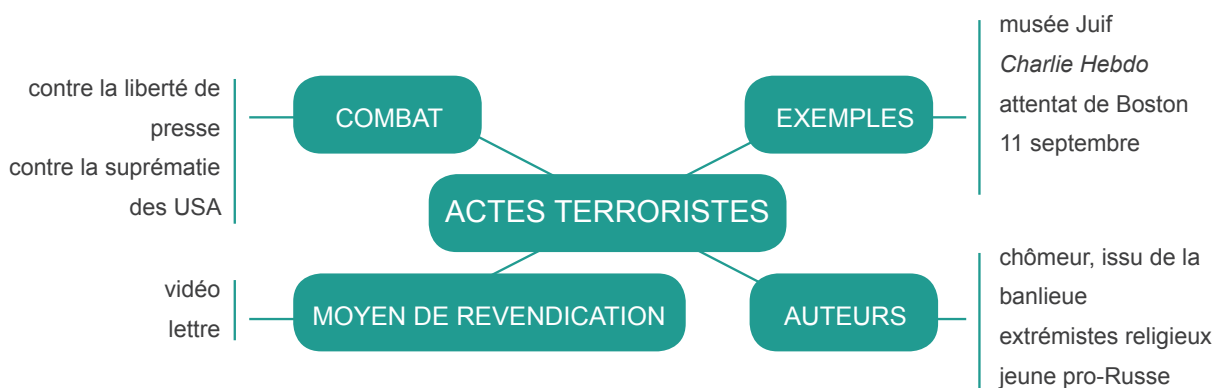 contre la liberté de
presse
contre la suprématie
des USA
COMBAT
EXEMPLES
musée Juif
Charlie Hebdo
attentat de Boston
11 septembre
ACTES TERRORISTES
vidéo
lettre
MOYEN DE REVENDICATION
AUTEURS
chômeur, issu de la
banlieue
extrémistes religieux
jeune pro-Russe